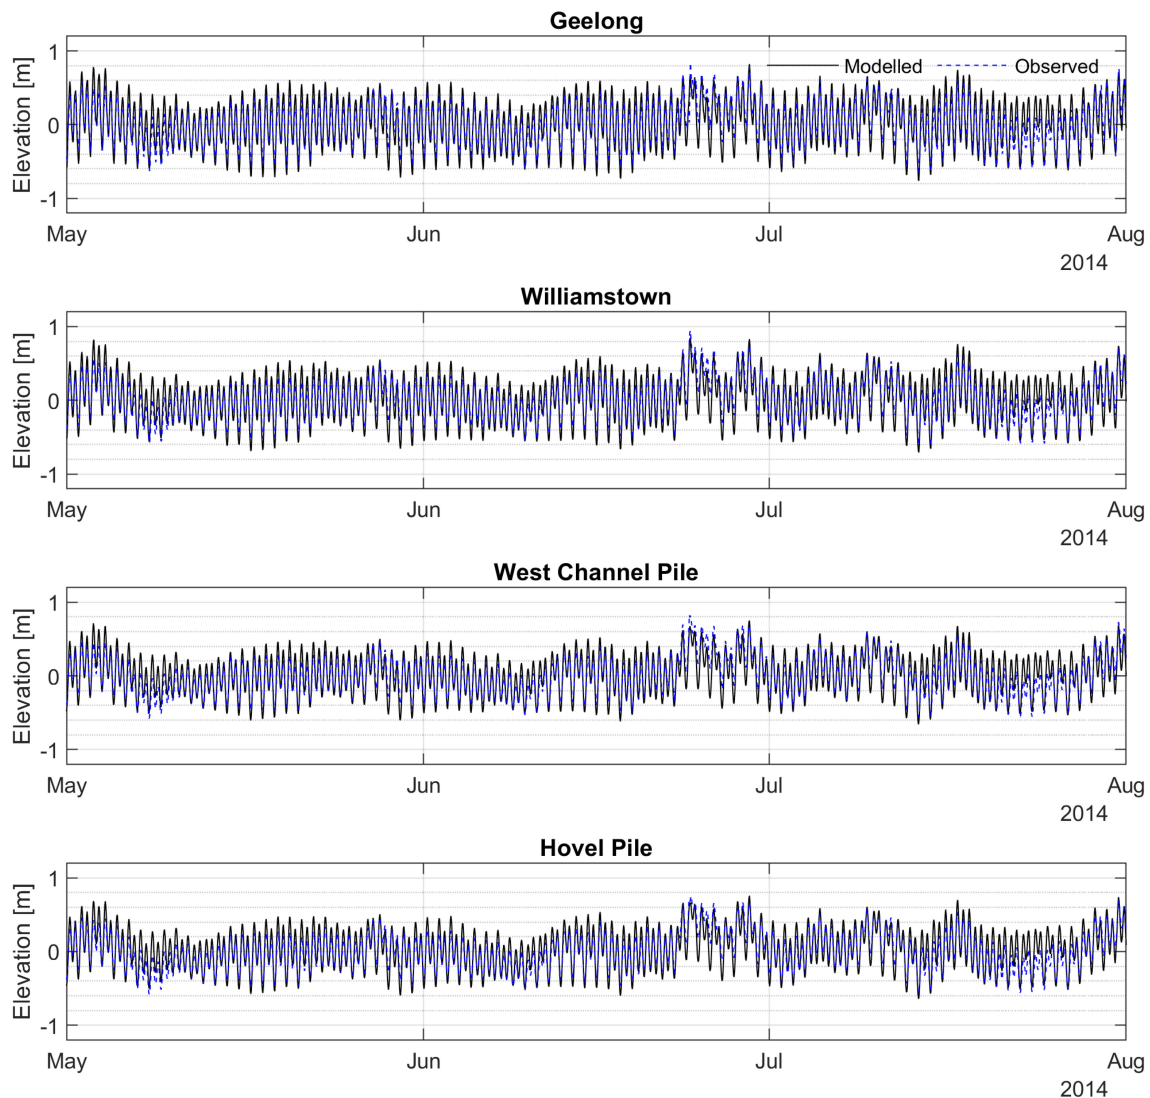 Geelong
Elevation [m]
1
0
-1
Modelled
Observed
May
Jun
Jul
Aug
2014
Williamstown
Elevation [m]
1
0
-1
May
Jun
Jul
Aug
2014
West Channel Pile
Elevation [m]
1
0
-1
May
Jun
Jul
Aug
2014
Hovel Pile
Elevation [m]
1
0
-1
May
Jun
Jul
Aug
2014